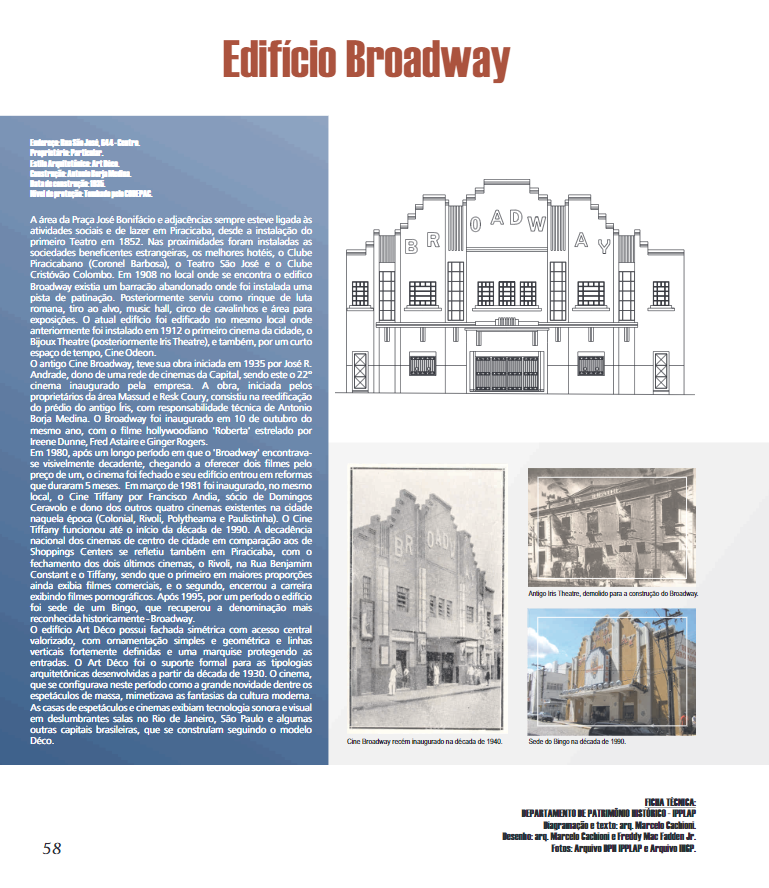 Edifício Broadway
Endereço: Rua São José, 844 - Centro.
Proprietário: Particular.
Estilo Arquitetônico: Art Déco.
Construção: Antonio Borja Medina.
Data de construção: 1935.
Nível de proteção: Tombado pelo CODEPAC.
A área da Praça José Bonifácio e adjacências sempre esteve ligada às
atividades sociais e de lazer em Piracicaba, desde a instalação do
primeiro Teatro em 1852. Nas proximidades foram instaladas as
sociedades beneficentes estrangeiras, os melhores hotéis, o Clube
Piracicabano (Coronel Barbosa), o Teatro São José e o Clube
Cristóvão Colombo. Em 1908 no local onde se encontra o edifico
Broadway existia um barracão abandonado onde foi instalada uma
pista de patinação. Posteriormente serviu como rinque de luta
romana, tiro ao alvo, music hall, circo de cavalinhos e área para
exposições. O atual edifício foi edificado no mesmo local onde
anteriormente foi instalado em 1912 o primeiro cinema da cidade, o
Bijoux Theatre (posteriormente Iris Theatre), e também, por um curto
espaço de tempo, Cine Odeon.
O antigo Cine Broadway, teve sua obra iniciada em 1935 por José R.
Andrade, dono de uma rede de cinemas da Capital, sendo este o 22º
cinema inaugurado pela empresa. A obra, iniciada pelos
proprietários da área Massud e Resk Coury, consistiu na reedificação
do prédio do antigo Íris, com responsabilidade técnica de Antonio
Borja Medina. O Broadway foi inaugurado em 10 de outubro do
mesmo ano, com o filme hollywoodiano 'Roberta' estrelado por
Ireene Dunne, Fred Astaire e Ginger Rogers.
Em 1980, após um longo período em que o 'Broadway' encontrava-
se visivelmente decadente, chegando a oferecer dois filmes pelo
preço de um, o cinema foi fechado e seu edifício entrou em reformas
que duraram 5 meses. Em março de 1981 foi inaugurado, no mesmo
local, o Cine Tiffany por Francisco Andia, sócio de Domingos
Ceravolo e dono dos outros quatro cinemas existentes na cidade
naquela época (Colonial, Rivoli, Polytheama e Paulistinha). O Cine
Tiffany funcionou até o início da década de 1990. A decadência
nacional dos cinemas de centro de cidade em comparação aos de
Shoppings Centers se refletiu também em Piracicaba, com o
fechamento dos dois últimos cinemas, o Rivoli, na Rua Benjamim
Constant e o Tiffany, sendo que o primeiro em maiores proporções
ainda exibia filmes comerciais, e o segundo, encerrou a carreira
exibindo filmes pornográficos. Após 1995, por um período o edifício
foi sede de um Bingo, que recuperou a denominação mais
reconhecida historicamente - Broadway.
O edifício Art Déco possui fachada simétrica com acesso central
valorizado, com ornamentação simples e geométrica e linhas
verticais fortemente definidas e uma marquise protegendo as
entradas. O Art Déco foi o suporte formal para as tipologias
arquitetônicas desenvolvidas a partir da década de 1930. O cinema,
que se configurava neste período como a grande novidade dentre os
espetáculos de massa, mimetizava as fantasias da cultura moderna.
As casas de espetáculos e cinemas exibiam tecnologia sonora e visual
em deslumbrantes salas no Rio de Janeiro, São Paulo e algumas
outras capitais brasileiras, que se construíam seguindo o modelo
Déco.
BROADWAY
BROADW
Antigo Iris Theatre, demolido para a construção do Broadway.
Cine Broadway recém inaugurado na década de 1940.
Sede do Bingo na década de 1990.
FICHA TÉCNICA:
DEPARTAMENTO DE PATRIMÔNIO HISTÓRICO - IPPLAP
Diagramação e texto: arq. Marcelo Cachioni.
Desenho: arq. Marcelo Cachioni e Freddy Mac Fadden Jr.
Fotos: Arquivo DPH IPPLAP e Arquivo IHGP.
58